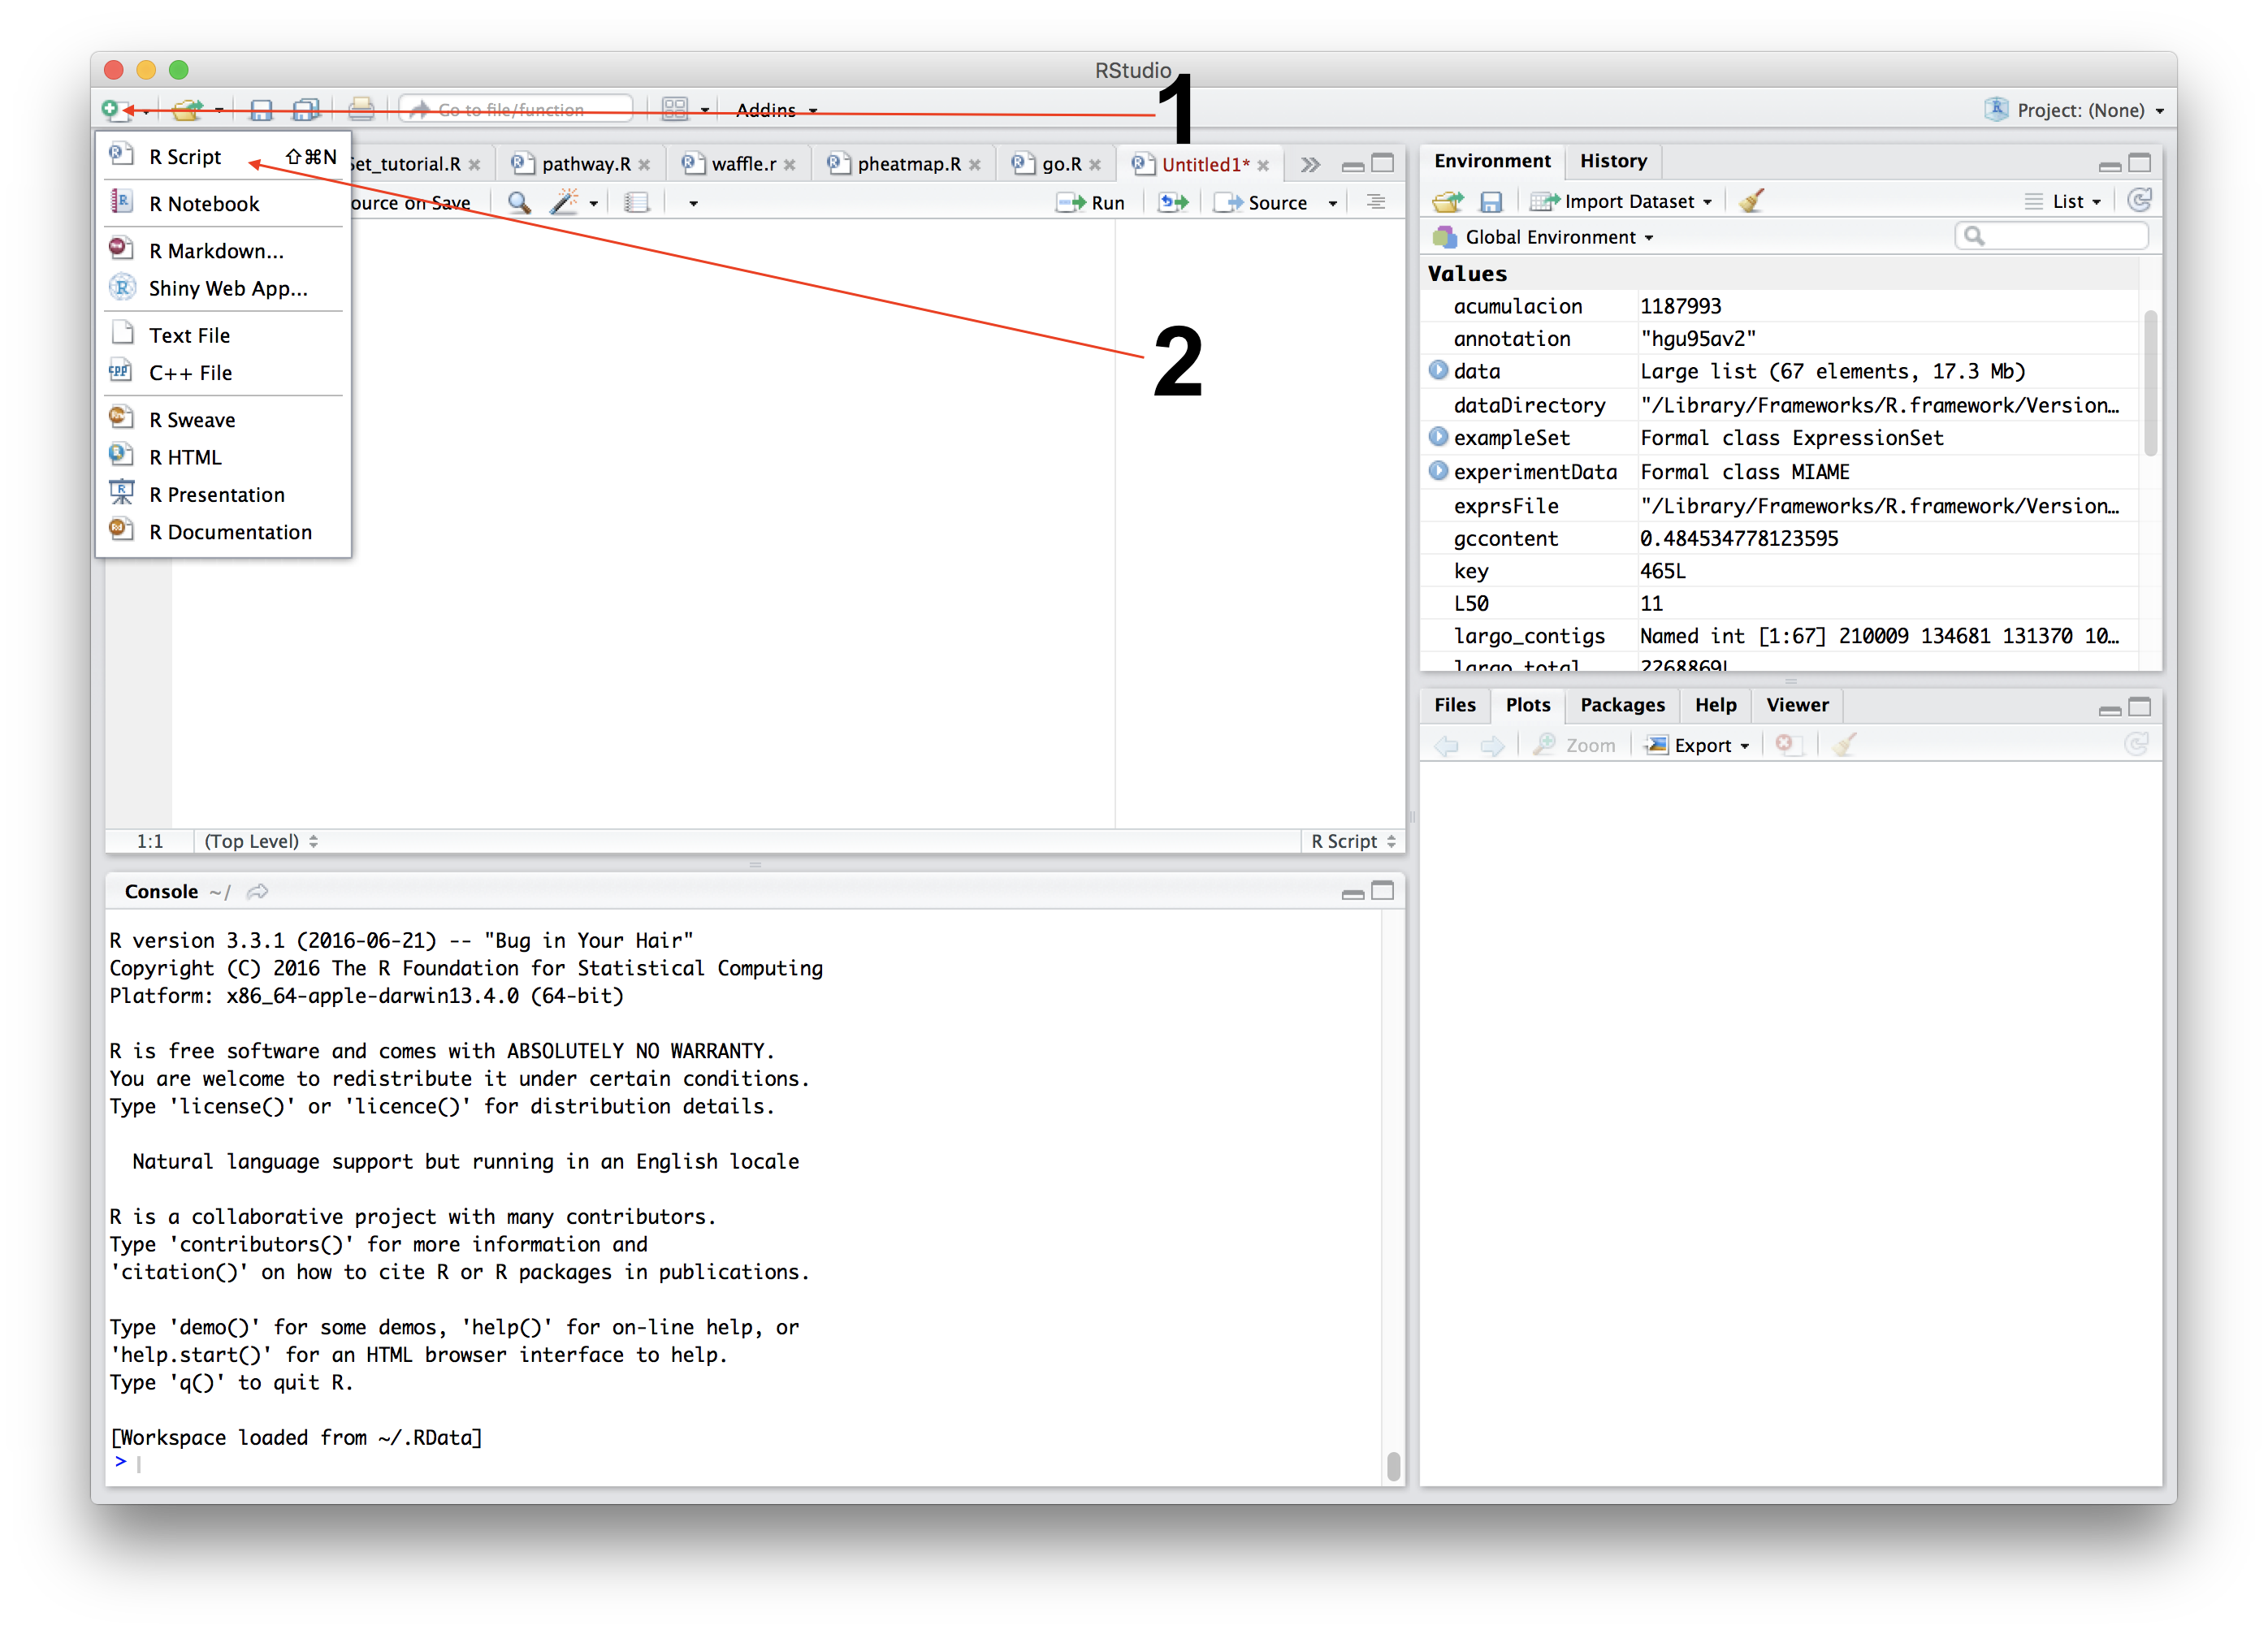 RStudio
1
Go to file/function
Addins
Project: (None)
R Script ⇧⌘N
R Notebook
R Markdown...
Shiny Web App...
Text File
C++ File
R Sweave
R HTML
R Presentation
R Documentation
Set_tutorial.R
pathway.R
waffle.r
pheatmap.R
go.R
Untitled1*
ource on Save
Run
Source
2
1:1
(Top Level)
R Script
Console ~/
R version 3.3.1 (2016-06-21) -- "Bug in Your Hair"
Copyright (C) 2016 The R Foundation for Statistical Computing
Platform: x86_64-apple-darwin13.4.0 (64-bit)
R is free software and comes with ABSOLUTELY NO WARRANTY.
You are welcome to redistribute it under certain conditions.
Type 'license()' or 'licence()' for distribution details.
Natural language support but running in an English locale
R is a collaborative project with many contributors.
Type 'contributors()' for more information and
'citation()' on how to cite R or R packages in publications.
Type 'demo()' for some demos, 'help()' for on-line help, or
'help.start()' for an HTML browser interface to help.
Type 'q()' to quit R.
[Workspace loaded from ~/.RData]
>
Environment History
Import Dataset
List
Global Environment
Values
acumulacion 1187993
annotation "hgu95av2"
data Large list (67 elements, 17.3 Mb)
dataDirectory "/Library/Frameworks/R.framework/Version…
exampleSet Formal class ExpressionSet
experimentData Formal class MIAME
exprsFile "/Library/Frameworks/R.framework/Version…
gccontent 0.484534778123595
key 465L
L50 11
largo_contigs Named int [1:67] 210009 134681 131370 10…
largo_total 2268869L
Files Plots Packages Help Viewer
Zoom
Export